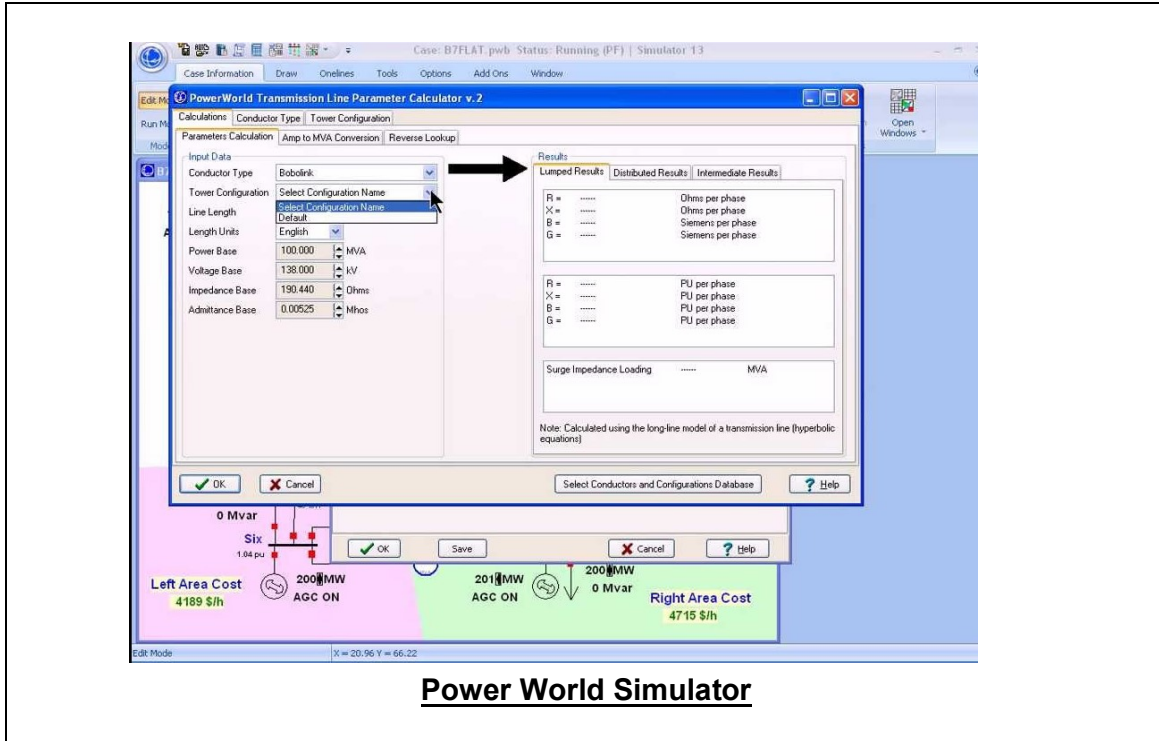 Case: B7FLAT.pwb Status: Running (PF) | Simulator 13
Case Information Draw Onelines Tools Options Add Ons Window
PowerWorld Transmission Line Parameter Calculator v.2
Edit Mo
Run Mo
Mod
Open
Windows
Calculations Conductor Type Tower Configuration
Parameters Calculation Amp to MVA Conversion Reverse Lookup
Input Data
Conductor Type Bobolink
Tower Configuration Select Configuration Name
Select Configuration Name
Default
Line Length
Length Units English
Power Base 100.000 MVA
Voltage Base 138.000 kV
Impedance Base 190.440 Ohms
Admittance Base 0.00525 Mhos
Results
Lumped Results Distributed Results Intermediate Results
R = ------ Ohms per phase
X = ------ Ohms per phase
B = ------ Siemens per phase
G = ------ Siemens per phase
R = ------ PU per phase
X = ------ PU per phase
B = ------ PU per phase
G = ------ PU per phase
Surge Impedance Loading ------ MVA
Note: Calculated using the long-line model of a transmission line (hyperbolic
equations)
OK Cancel Select Conductors and Configurations Database ? Help
0 Mvar
Six
1.04 pu
OK Save Cancel ? Help
Left Area Cost
4189 $/h
200 MW
AGC ON
201 MW
AGC ON
200 MW
0 Mvar
Right Area Cost
4715 $/h
Edit Mode X = 20.96 Y = 66.22
Power World Simulator